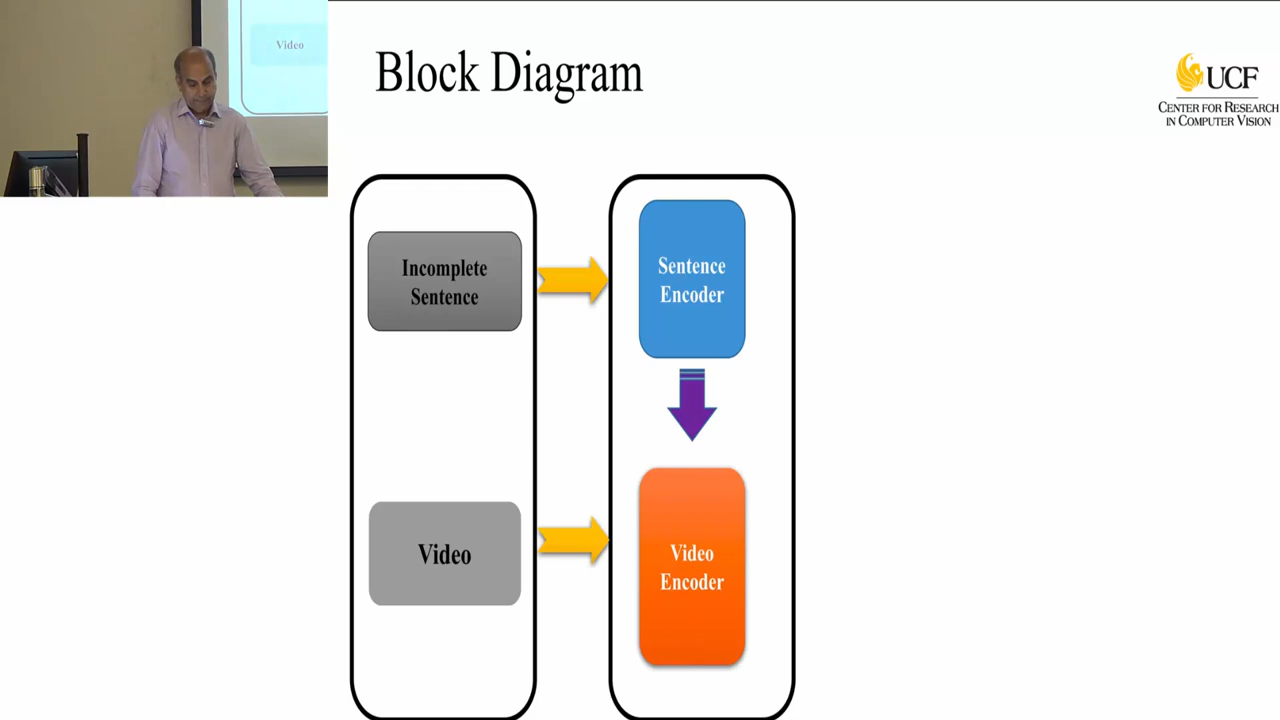 Video
Block Diagram
UCF
CENTER FOR RESEARCH
IN COMPUTER VISION
Incomplete
Sentence
Sentence
Encoder
Video
Video
Encoder